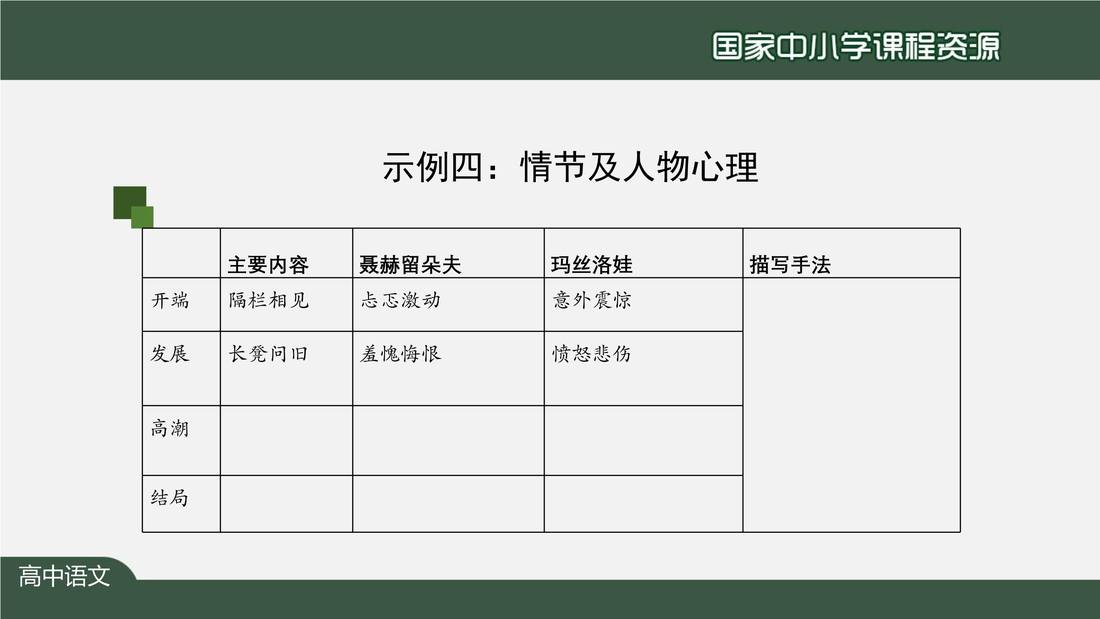 国家中小学课程资源
示例四：情节及人物心理
主要内容 聂赫留朵夫 玛丝洛娃 描写手法
开端 隔栏相见 忐忑激动 意外震惊
发展 长凳问旧 羞愧悔恨 愤怒悲伤
高潮
结局
高中语文